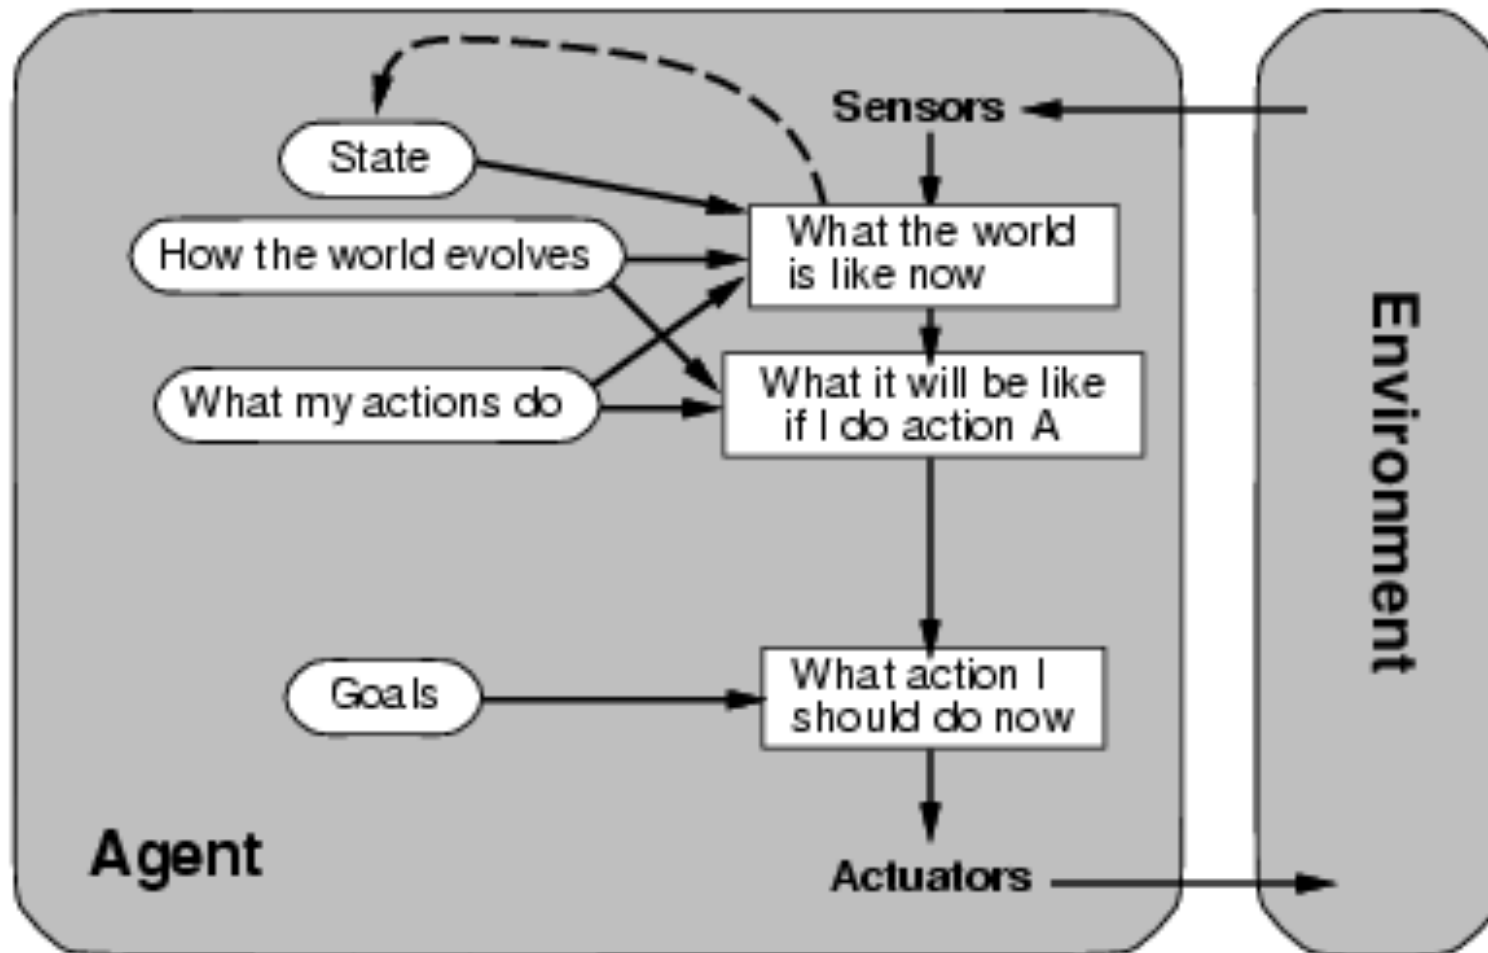 Sensors
State
What the world
is like now
How the world evolves
What it will be like
if I do action A
What my actions do
Environment
What action I
should do now
Goals
Agent
Actuators